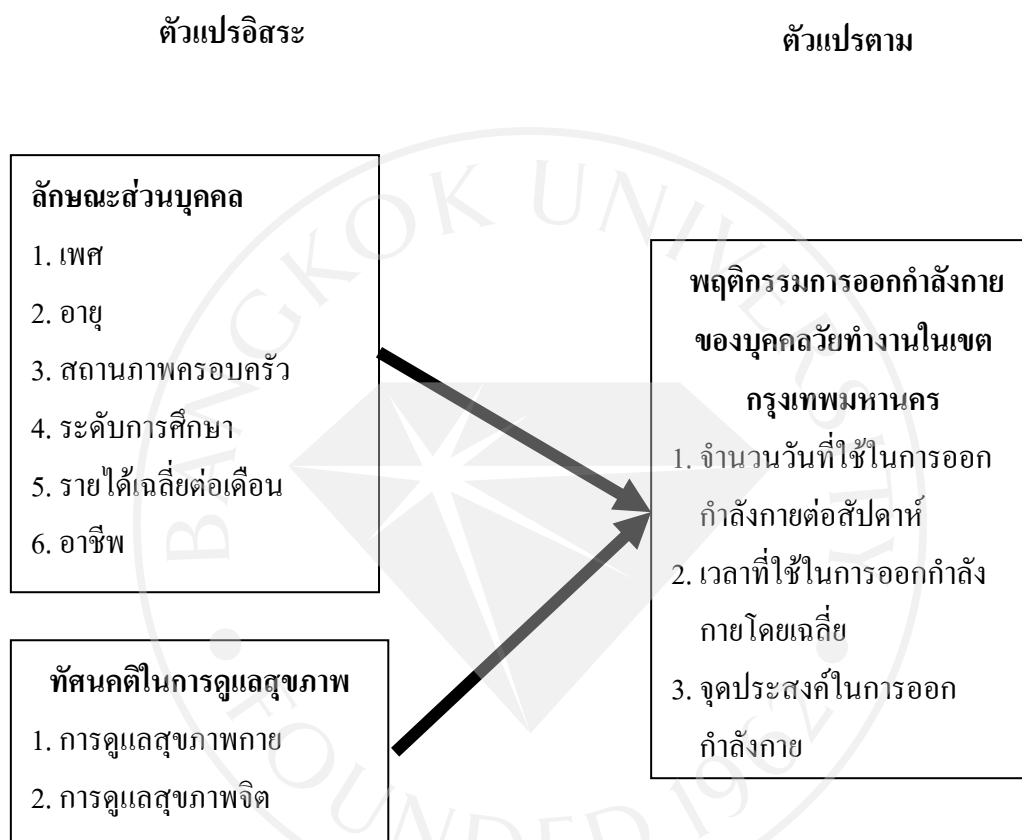 ตัวแปรอิสระ
ตัวแปรตาม
ลักษณะส่วนบุคคล
1. เพศ
2. อายุ
3. สถานภาพครอบครัว
4. ระดับการศึกษา
5. รายได้เฉลี่ยต่อเดือน
6. อาชีพ
ทัศนคติในการดูแลสุขภาพ
1. การดูแลสุขภาพกาย
2. การดูแลสุขภาพจิต
พฤติกรรมการออกกำลังกาย
ของบุคคลวัยทำงานในเขต
กรุงเทพมหานคร
1. จำนวนวันที่ใช้ในการออก
กำลังกายต่อสัปดาห์
2. เวลาที่ใช้ในการออกกำลัง
กายโดยเฉลี่ย
3. จุดประสงค์ในการออก
กำลังกาย
BANGKOK UNIVERSITY
FOUNDED 1962